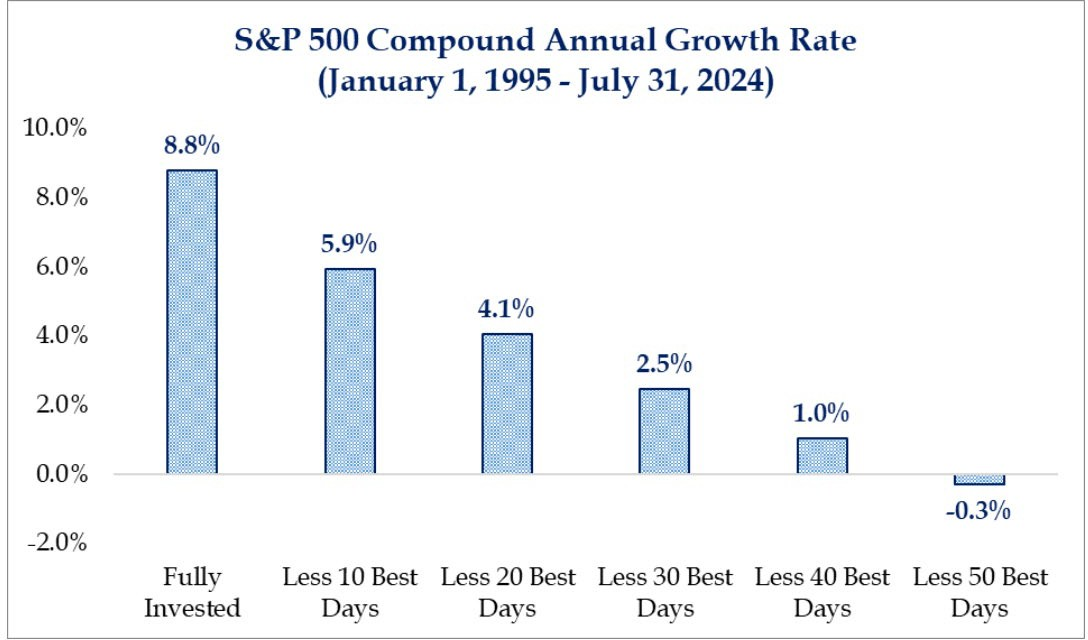 S&P 500 Compound Annual Growth Rate
(January 1, 1995 - July 31, 2024)
10.0%
8.0%
6.0%
4.0%
2.0%
0.0%
-2.0%
8.8%
5.9%
4.1%
2.5%
1.0%
-0.3%
Fully
Invested
Less 10 Best
Days
Less 20 Best
Days
Less 30 Best
Days
Less 40 Best
Days
Less 50 Best
Days